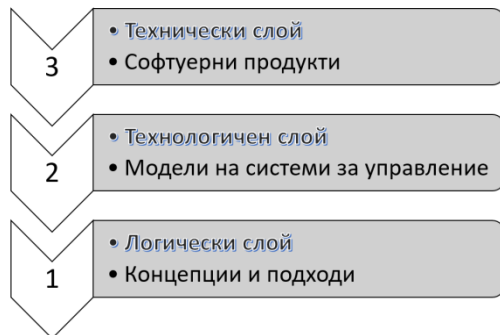 3
• Технически слой
• Софтуерни продукти
2
• Технологичен слой
• Модели на системи за управление
1
• Логически слой
• Концепции и подходи